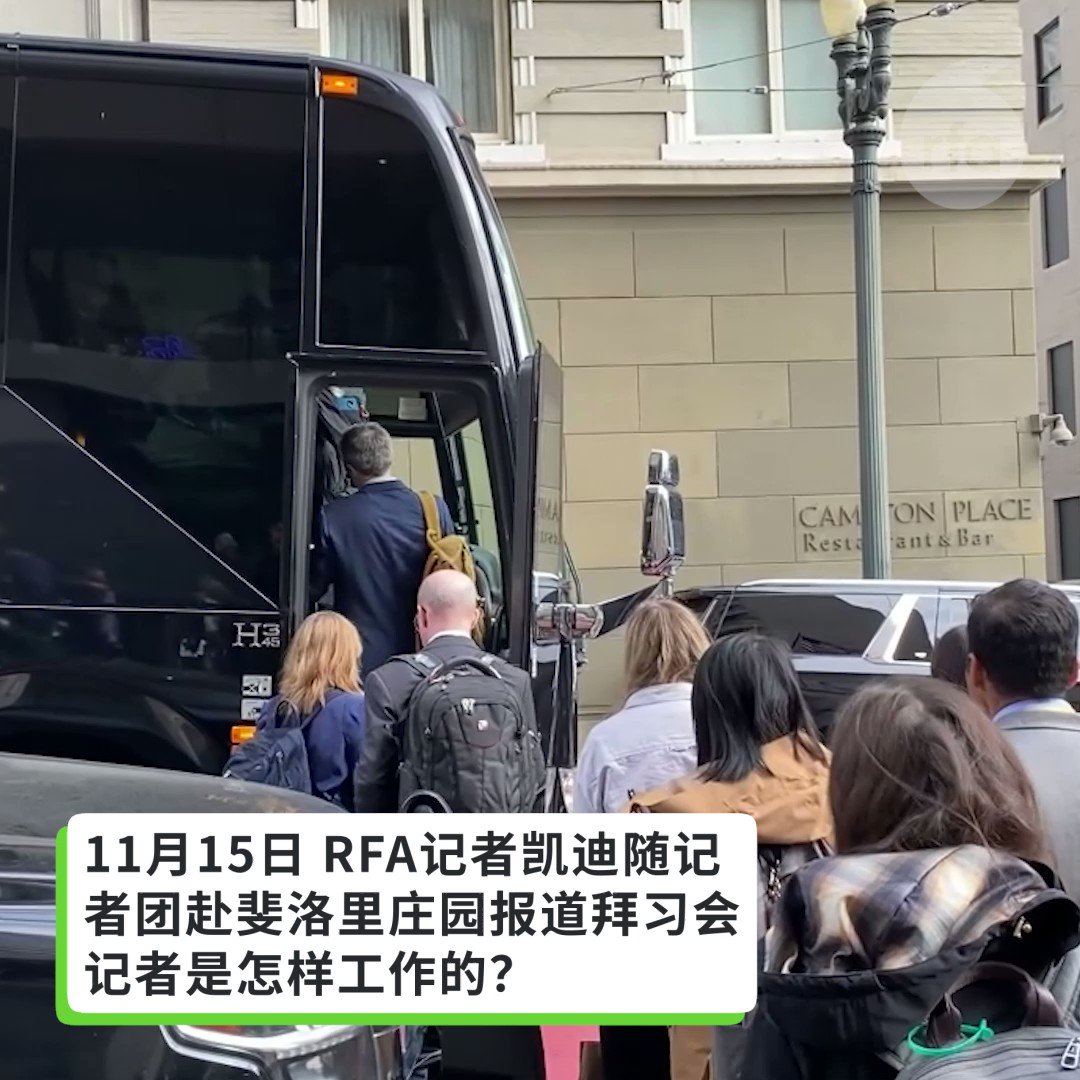 CAMPTON PLACE
Restaurant & Bar
H3-45
11月15日 RFA记者凯迪随记
者团赴斐洛里庄园报道拜习会
记者是怎样工作的?